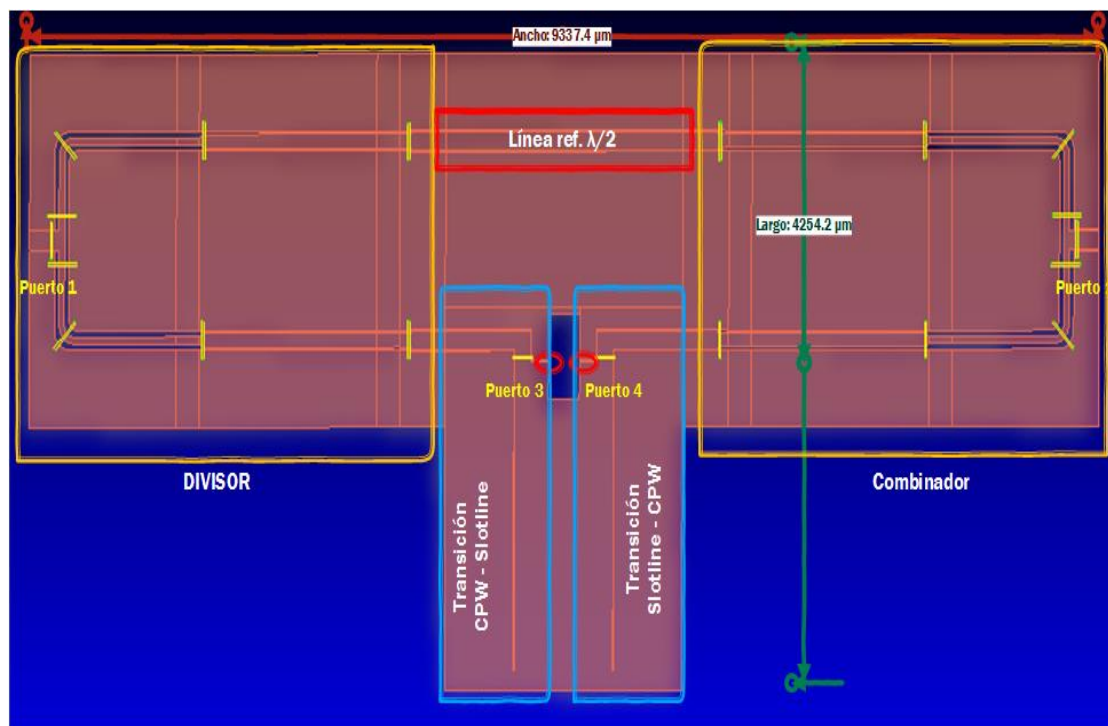 Ancho: 9337.4 µm
Línea ref. λ/2
Largo: 4254.2 µm
Puerto 1
Puerto
Puerto 3
Puerto 4
DIVISOR
Combinador
Transición
CPW - Slotline
Transición
Slotline - CPW